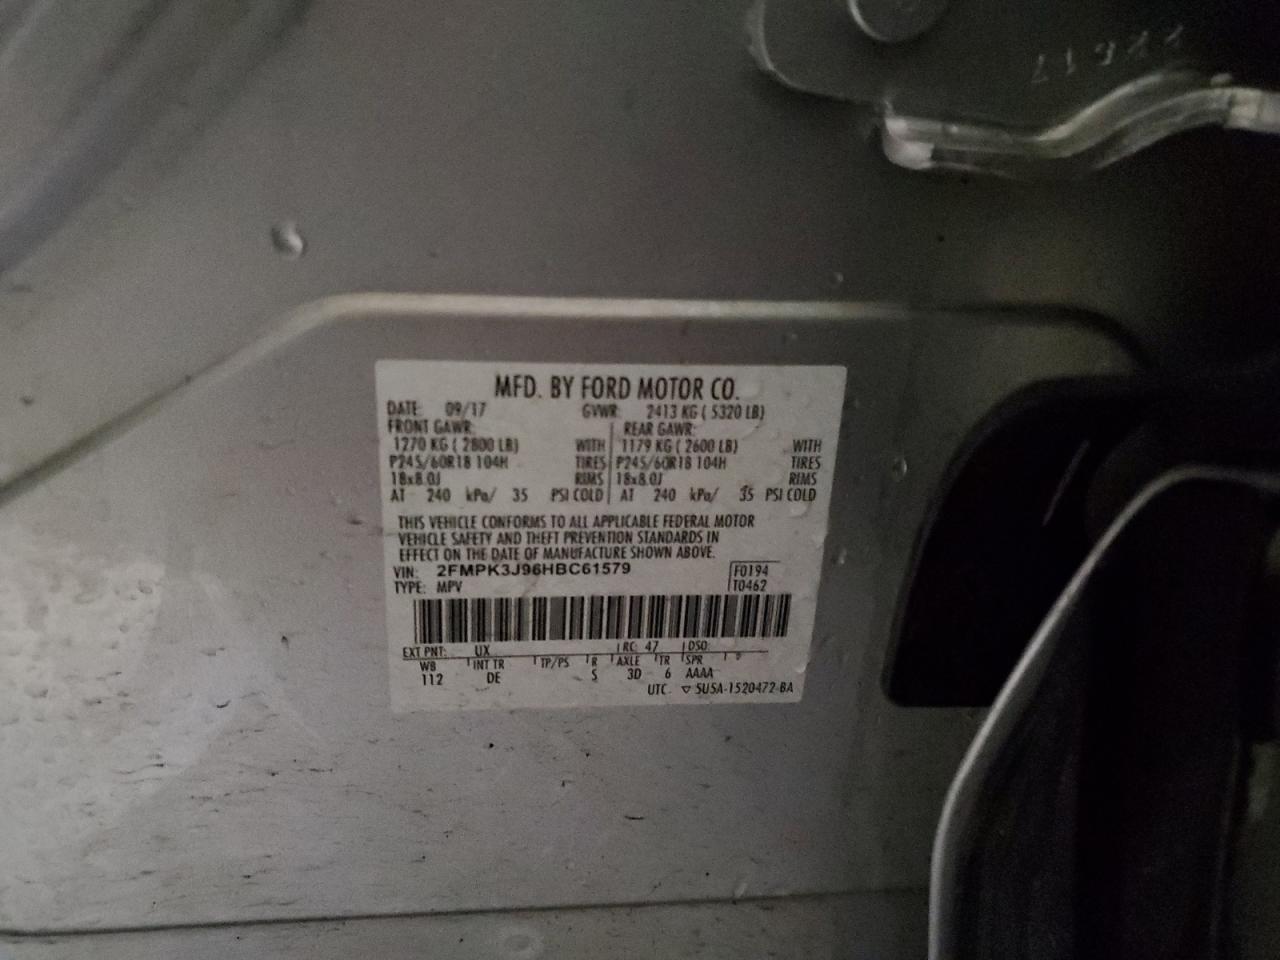 MFD. BY FORD MOTOR CO.
DATE: 09/17 GVWR: 2413 KG ( 5320 LB)
FRONT GAWR: REAR GAWR:
1270 KG ( 2800 LB) WITH 1179 KG ( 2600 LB) WITH
P245/60R18 104H TIRES P245/60R18 104H TIRES
18x8.0J RIMS 18x8.0J RIMS
AT 240 kPa/ 35 PSI COLD AT 240 kPa/ 35 PSI COLD
THIS VEHICLE CONFORMS TO ALL APPLICABLE FEDERAL MOTOR
VEHICLE SAFETY AND THEFT PREVENTION STANDARDS IN
EFFECT ON THE DATE OF MANUFACTURE SHOWN ABOVE.
VIN: 2FMPK3J96HBC61579 F0194
TYPE: MPV T0462
EXT PNT: UX RC: 47 DSO:
WB INT TR TP/PS R AXLE TR SPR
112 DE S 3D 6 AAAA
UTC ▽ 5U5A-1520472-BA